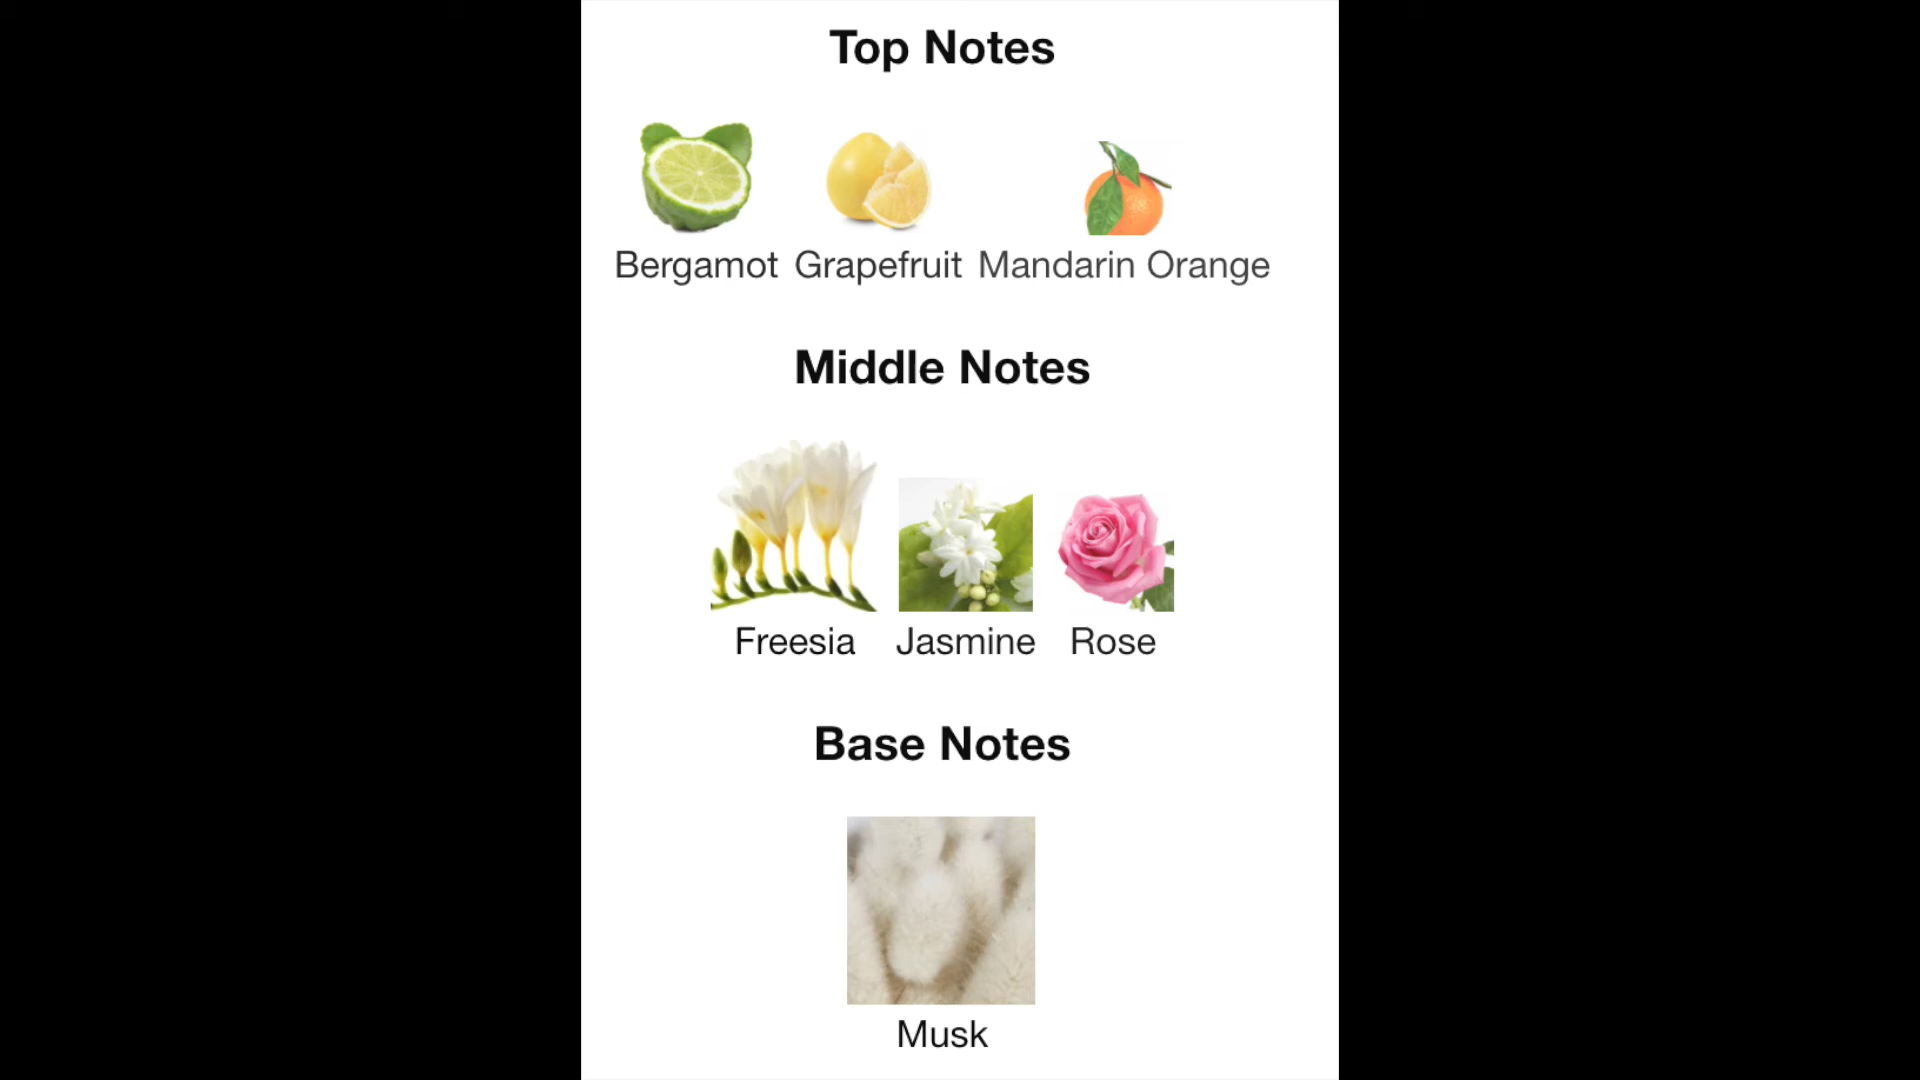 Top Notes
Bergamot Grapefruit Mandarin Orange
Middle Notes
Freesia Jasmine Rose
Base Notes
Musk